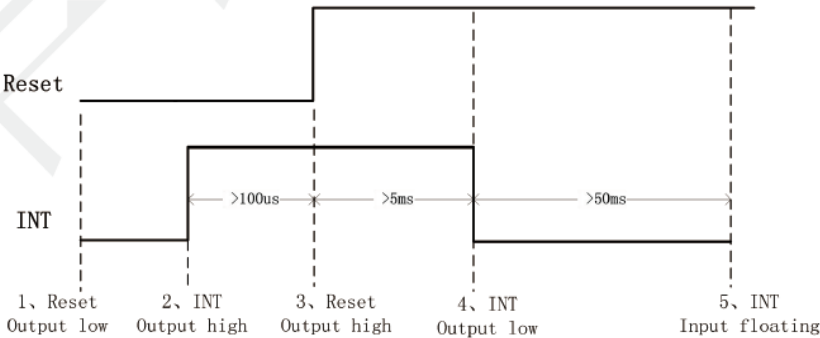 Reset
>100us
>5ms
>50ms
INT
1、Reset
Output low
2、INT
Output high
3、Reset
Output high
4、INT
Output low
5、INT
Input floating